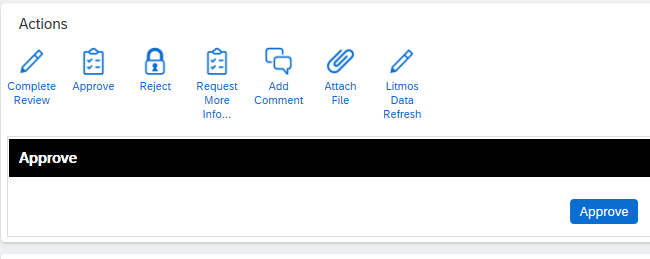 Actions
Complete
Review
Approve
Reject
Request
More
Info...
Add
Comment
Attach
File
Litmos
Data
Refresh
Approve
Approve